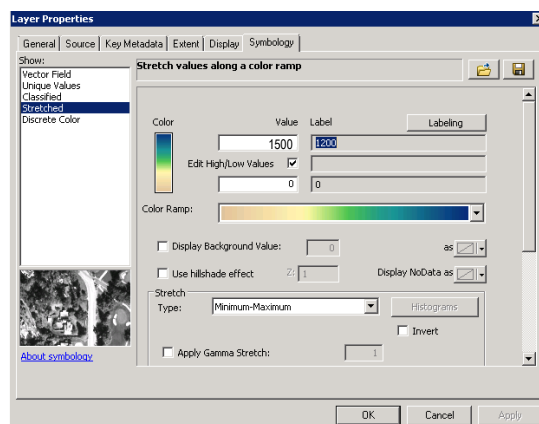 Layer Properties
General Source Key Metadata Extent Display Symbology
Show:
Vector Field
Unique Values
Classified
Stretched
Discrete Color
About symbology
Stretch values along a color ramp
Color Value Label Labeling
1500 1200
Edit High/Low Values
0 0
Color Ramp:
Display Background Value: 0 as
Use hillshade effect Z: 1 Display NoData as
Stretch
Type: Minimum-Maximum Histograms
Invert
Apply Gamma Stretch: 1
OK Cancel Apply